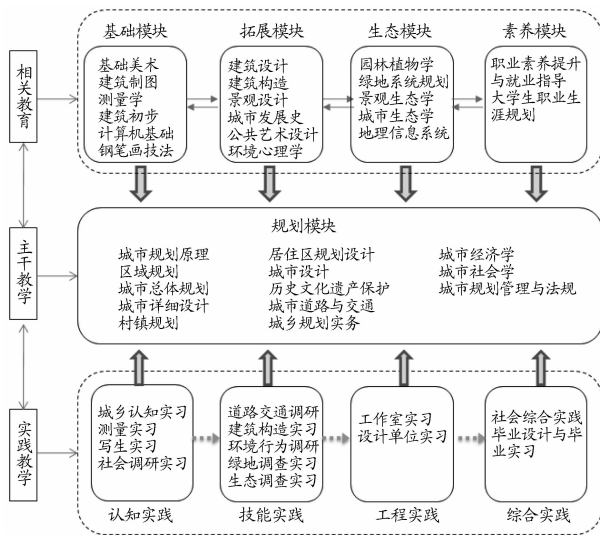 基础模块
拓展模块
生态模块
素养模块
相关教育
基础美术
建筑制图
测量学
建筑初步
计算机基础
钢笔画技法
建筑设计
建筑构造
景观设计
城市发展史
公共艺术设计
环境心理学
园林植物学
绿地系统规划
景观生态学
城市生态学
地理信息系统
职业素养提升
与就业指导
大学生职业生
涯规划
主干教学
规划模块
城市规划原理
区域规划
城市总体规划
城市详细设计
村镇规划
居住区规划设计
城市设计
历史文化遗产保护
城市道路与交通
城乡规划实务
城市经济学
城市社会学
城市规划管理与法规
实践教学
城乡认知实习
测量实习
写生实习
社会调研实习
道路交通调研
建筑构造实习
环境行为调研
绿地调查实习
生态调查实习
工作室实习
设计单位实习
社会综合实践
毕业设计与毕
业实习
认知实践
技能实践
工程实践
综合实践